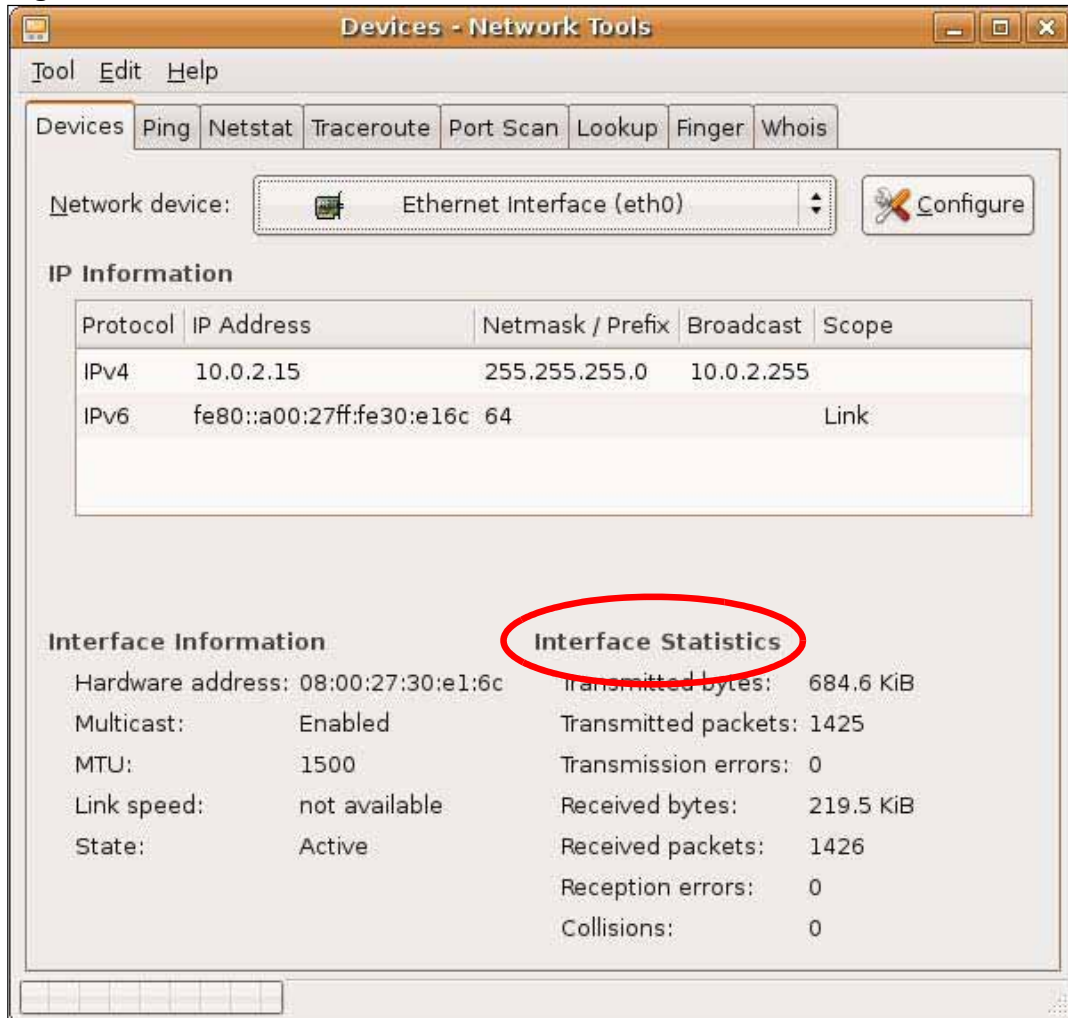 Devices - Network Tools
Tool Edit Help
Devices Ping Netstat Traceroute Port Scan Lookup Finger Whois
Network device: Ethernet Interface (eth0) Configure
IP Information
Protocol IP Address Netmask / Prefix Broadcast Scope
IPv4 10.0.2.15 255.255.255.0 10.0.2.255
IPv6 fe80::a00:27ff:fe30:e16c 64 Link
Interface Information
Hardware address: 08:00:27:30:e1:6c
Multicast: Enabled
MTU: 1500
Link speed: not available
State: Active
Interface Statistics
Transmitted bytes: 684.6 KiB
Transmitted packets: 1425
Transmission errors: 0
Received bytes: 219.5 KiB
Received packets: 1426
Reception errors: 0
Collisions: 0